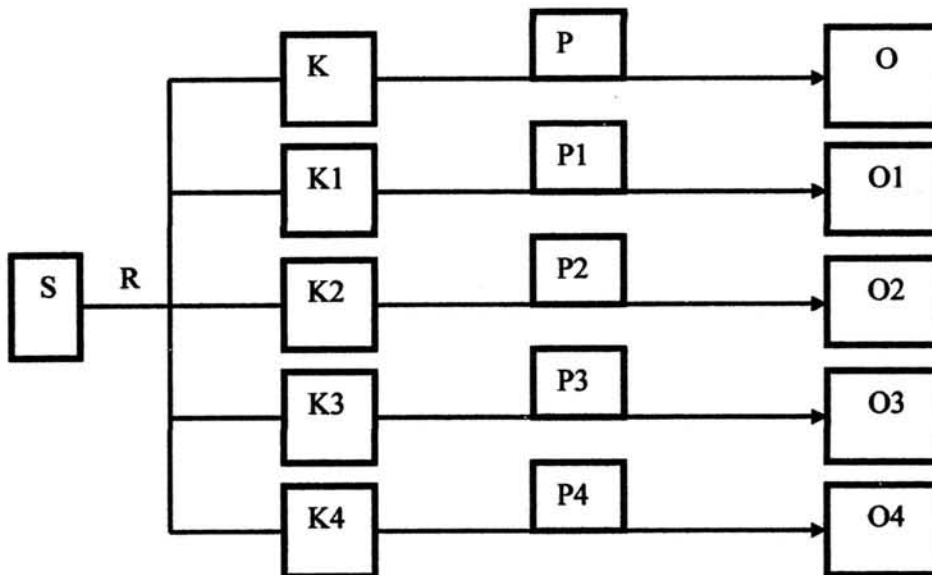 K P O
K1 P1 O1
S R K2 P2 O2
K3 P3 O3
K4 P4 O4